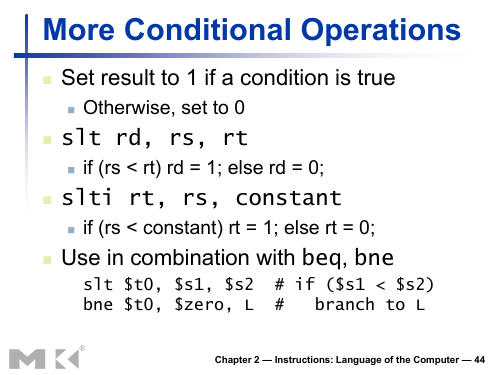 More Conditional Operations
Set result to 1 if a condition is true
Otherwise, set to 0
slt rd, rs, rt
if (rs < rt) rd = 1; else rd = 0;
slti rt, rs, constant
if (rs < constant) rt = 1; else rt = 0;
Use in combination with beq, bne
slt $t0, $s1, $s2  # if ($s1 < $s2)
bne $t0, $zero, L  #   branch to L
MK®
Chapter 2 — Instructions: Language of the Computer — 44